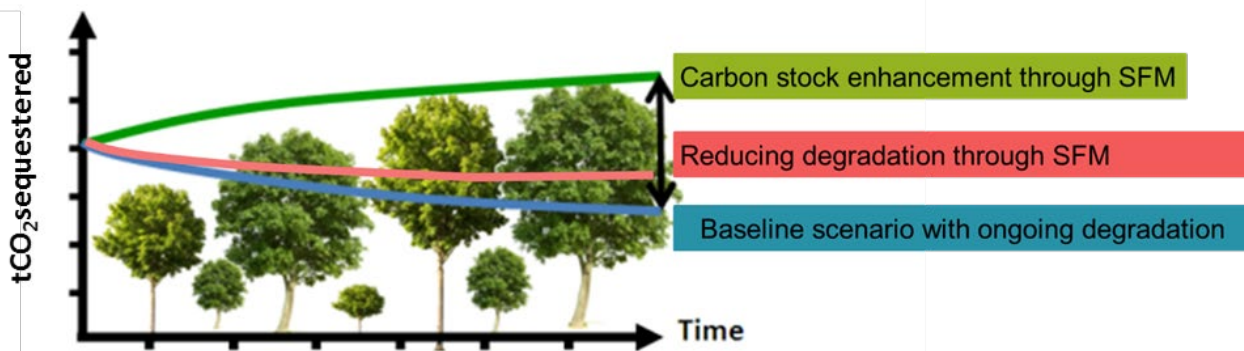 tCO₂sequestered
Carbon stock enhancement through SFM
Reducing degradation through SFM
Baseline scenario with ongoing degradation
Time